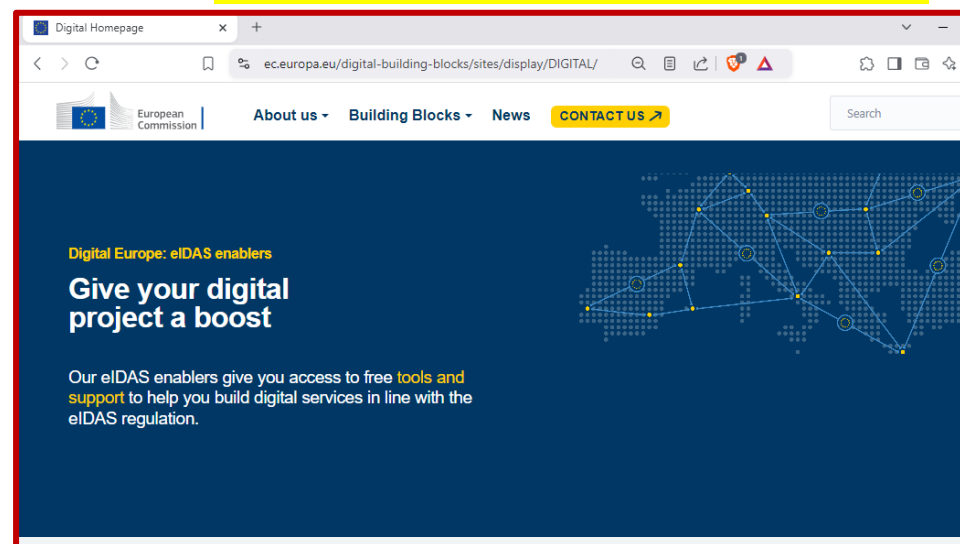 Digital Homepage
ec.europa.eu/digital-building-blocks/sites/display/DIGITAL/
1
European
Commission
About us
Building Blocks
News
CONTACT US
Search
Digital Europe: eIDAS enablers
Give your digital
project a boost
Our eIDAS enablers give you access to free tools and
support to help you build digital services in line with the
eIDAS regulation.